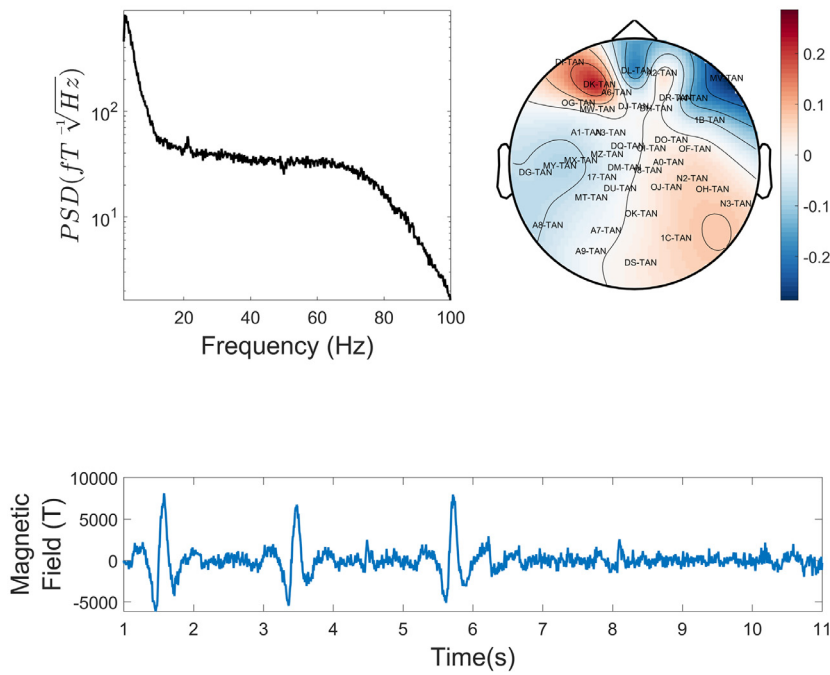 PSD(fT ⁻¹√Hz)
10²
10¹
20
40
60
80
100
Frequency (Hz)
DI-TAN
DL-TAN
A2-TAN
MV-TAN
DK-TAN
A6-TAN
DR-TAN
OG-TAN
MW-TAN
DJ-TAN
1B-TAN
A1-TAN
A3-TAN
DO-TAN
DQ-TAN
OF-TAN
MZ-TAN
MX-TAN
MY-TAN
A0-TAN
DM-TAN
DG-TAN
17-TAN
N2-TAN
DU-TAN
OJ-TAN
OH-TAN
MT-TAN
N3-TAN
OK-TAN
A8-TAN
A7-TAN
1C-TAN
A9-TAN
DS-TAN
0.2
0.1
0
-0.1
-0.2
Magnetic
Field (T)
10000
5000
0
-5000
1
2
3
4
5
6
7
8
9
10
11
Time(s)